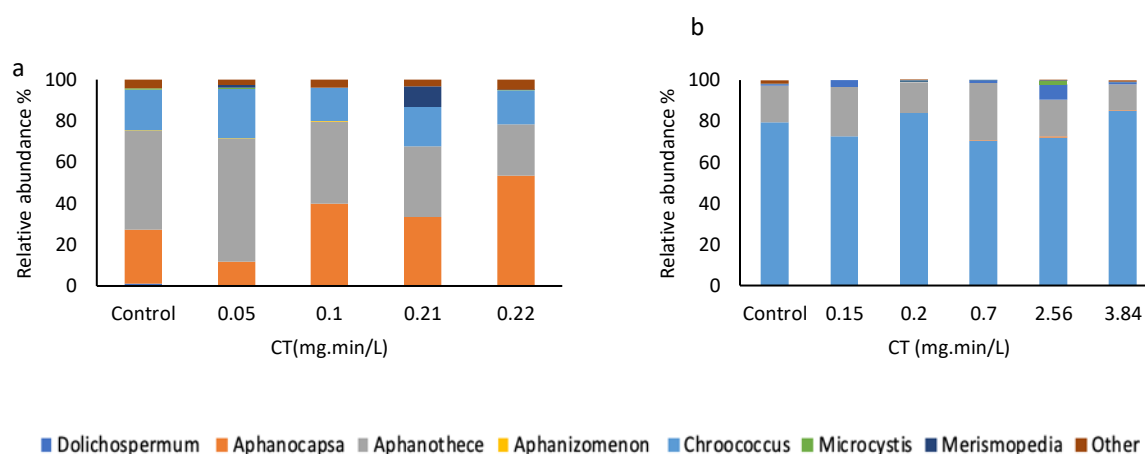 a
Relative abundance %
100
80
60
40
20
0
Control 0.05 0.1 0.21 0.22
CT(mg.min/L)
b
Relative abundance %
100
80
60
40
20
0
Control 0.15 0.2 0.7 2.56 3.84
CT (mg.min/L)
Dolichospermum Aphanocapsa Aphanothece Aphanizomenon Chroococcus Microcystis Merismopedia Other